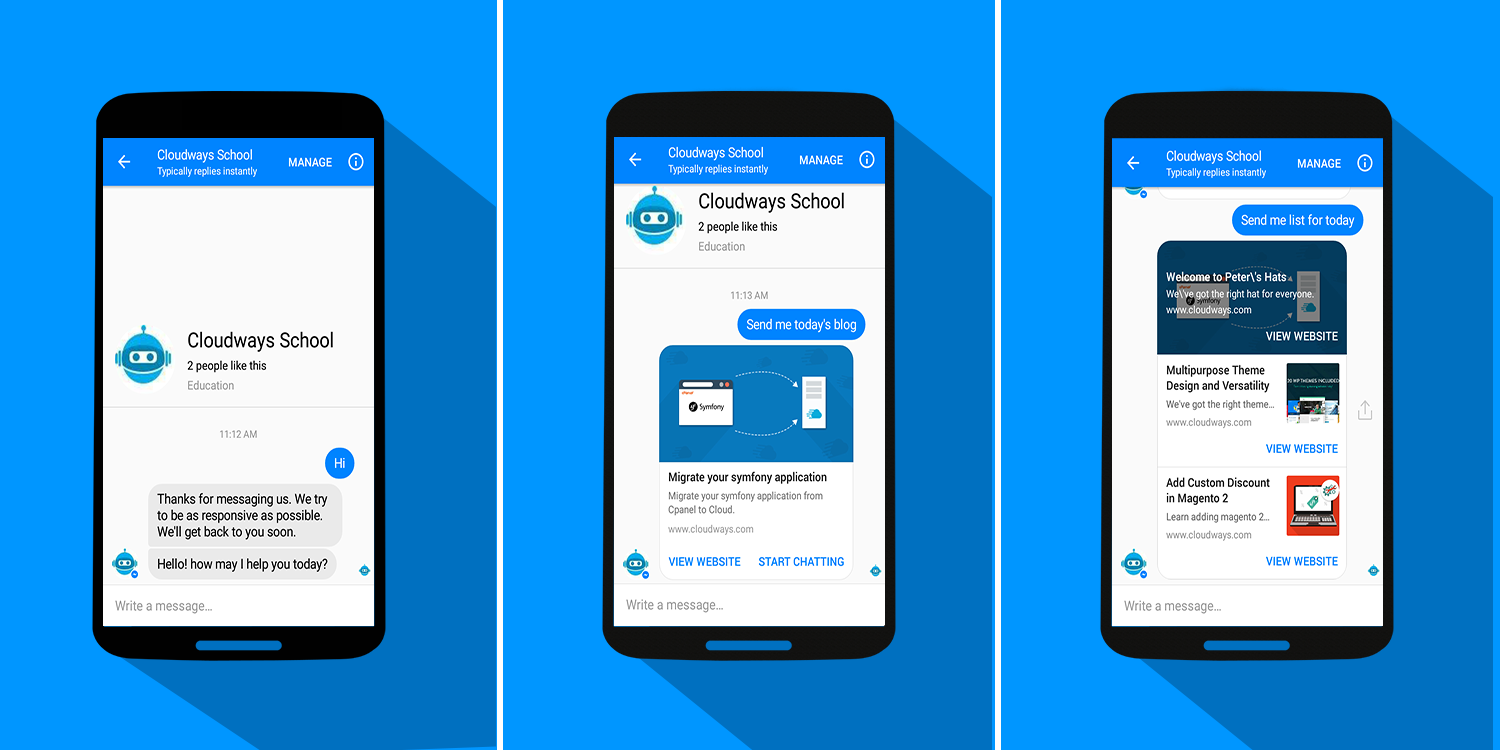 Cloudways School
Typically replies instantly
MANAGE
Cloudways School
2 people like this
Education
11:12 AM
Hi
Thanks for messaging us. We try
to be as responsive as possible.
We'll get back to you soon.
Hello! how may I help you today?
Write a message...
Cloudways School
Typically replies instantly
MANAGE
Cloudways School
2 people like this
Education
11:13 AM
Send me today's blog
cPanel
Symfony
Migrate your symfony application
Migrate your symfony application from
Cpanel to Cloud.
www.cloudways.com
VIEW WEBSITE
START CHATTING
Write a message...
Cloudways School
Typically replies instantly
MANAGE
Send me list for today
Welcome to Peter\'s Hats
We\'ve got the right hat for everyone.
www.cloudways.com
Symfony
VIEW WEBSITE
Multipurpose Theme
Design and Versatility
We've got the right theme...
www.cloudways.com
20 WP THEMES INCLUDED
VIEW WEBSITE
Add Custom Discount
in Magento 2
Learn adding magento 2...
www.cloudways.com
VIEW WEBSITE
Write a message...